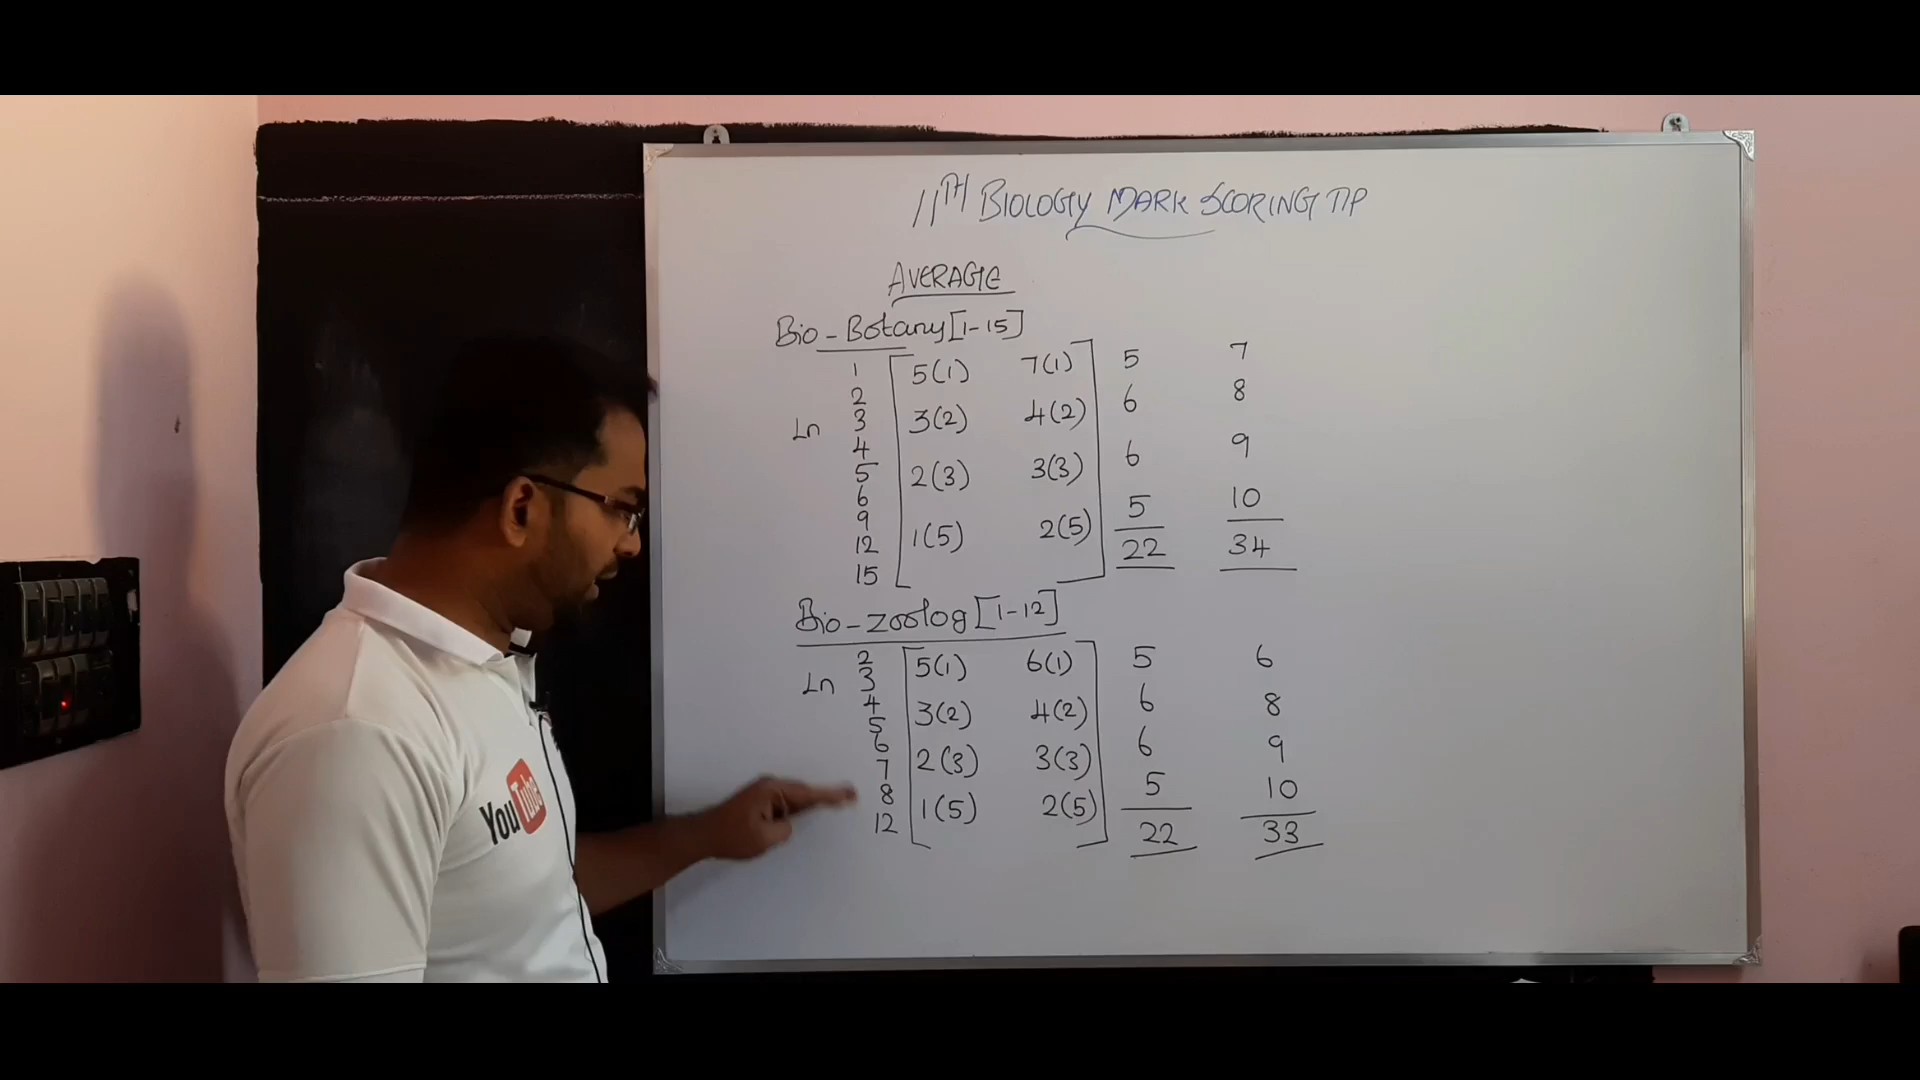 11TH BIOLOGY MARK SCORING TIP
AVERAGE
Bio-Botany[1-15]
1 5(1) 7(1) 5 7
2
Ln 3 3(2) 4(2) 6 8
4
5 2(3) 3(3) 6 9
6
9
12 1(5) 2(5) 5 10
15
22 34
Bio-zoolog[1-12]
2 5(1) 6(1) 5 6
Ln 3
4 3(2) 4(2) 6 8
5
6
7 2(3) 3(3) 6 9
8 1(5) 2(5) 5 10
12
22 33
YouTube